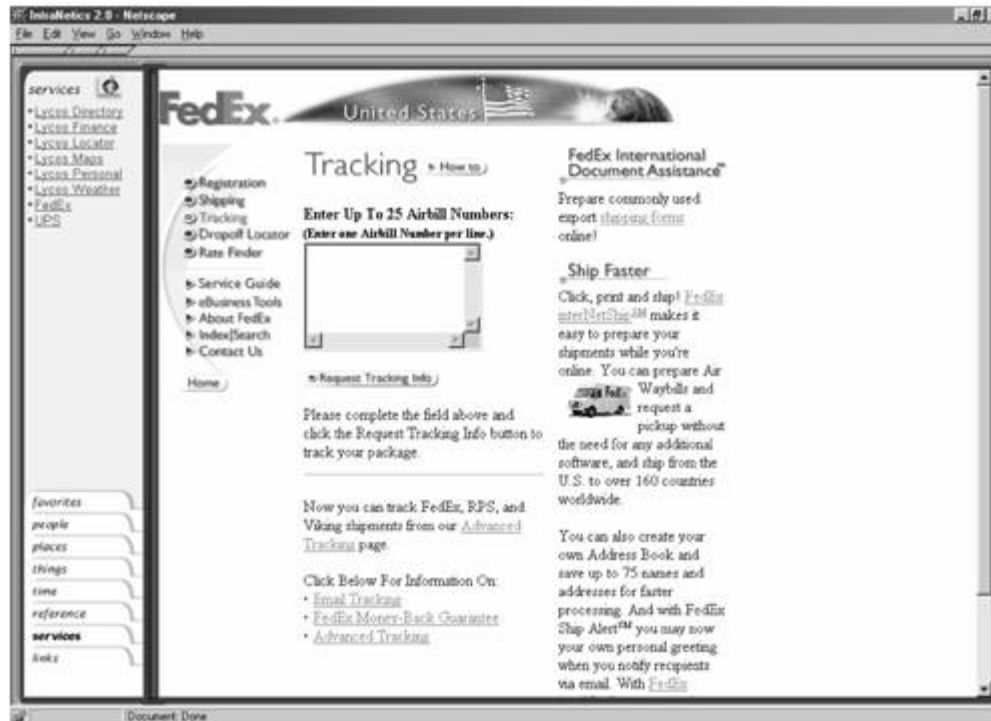 IntraNetics 2.0 - Netscape
File Edit View Go Window Help
services
• Lycos Directory
• Lycos Finance
• Lycos Locator
• Lycos Maps
• Lycos Personal
• Lycos Weather
• FedEx
• UPS
favorites
people
places
things
time
reference
services
links
FedEx.
United States
Registration
Shipping
Tracking
Dropoff Locator
Rate Finder
Service Guide
eBusiness Tools
About FedEx
Index|Search
Contact Us
Home
Tracking How to
Enter Up To 25 Airbill Numbers:
(Enter one Airbill Number per line.)
Request Tracking Info
Please complete the field above and
click the Request Tracking Info button to
track your package.
Now you can track FedEx, RPS, and
Viking shipments from our Advanced
Tracking page.
Click Below For Information On:
• Email Tracking
• FedEx Money-Back Guarantee
• Advanced Tracking
FedEx International
Document Assistance℠
Prepare commonly used
export shipping forms
online!
Ship Faster
Click, print and ship! FedEx
interNetShip℠ makes it
easy to prepare your
shipments while you're
online. You can prepare Air
Waybills and
request a
pickup without
the need for any additional
software, and ship from the
U.S. to over 160 countries
worldwide.
You can also create your
own Address Book and
save up to 75 names and
addresses for faster
processing. And with FedEx
Ship Alert℠ you may now
your own personal greeting
when you notify recipients
via email. With FedEx
Document: Done